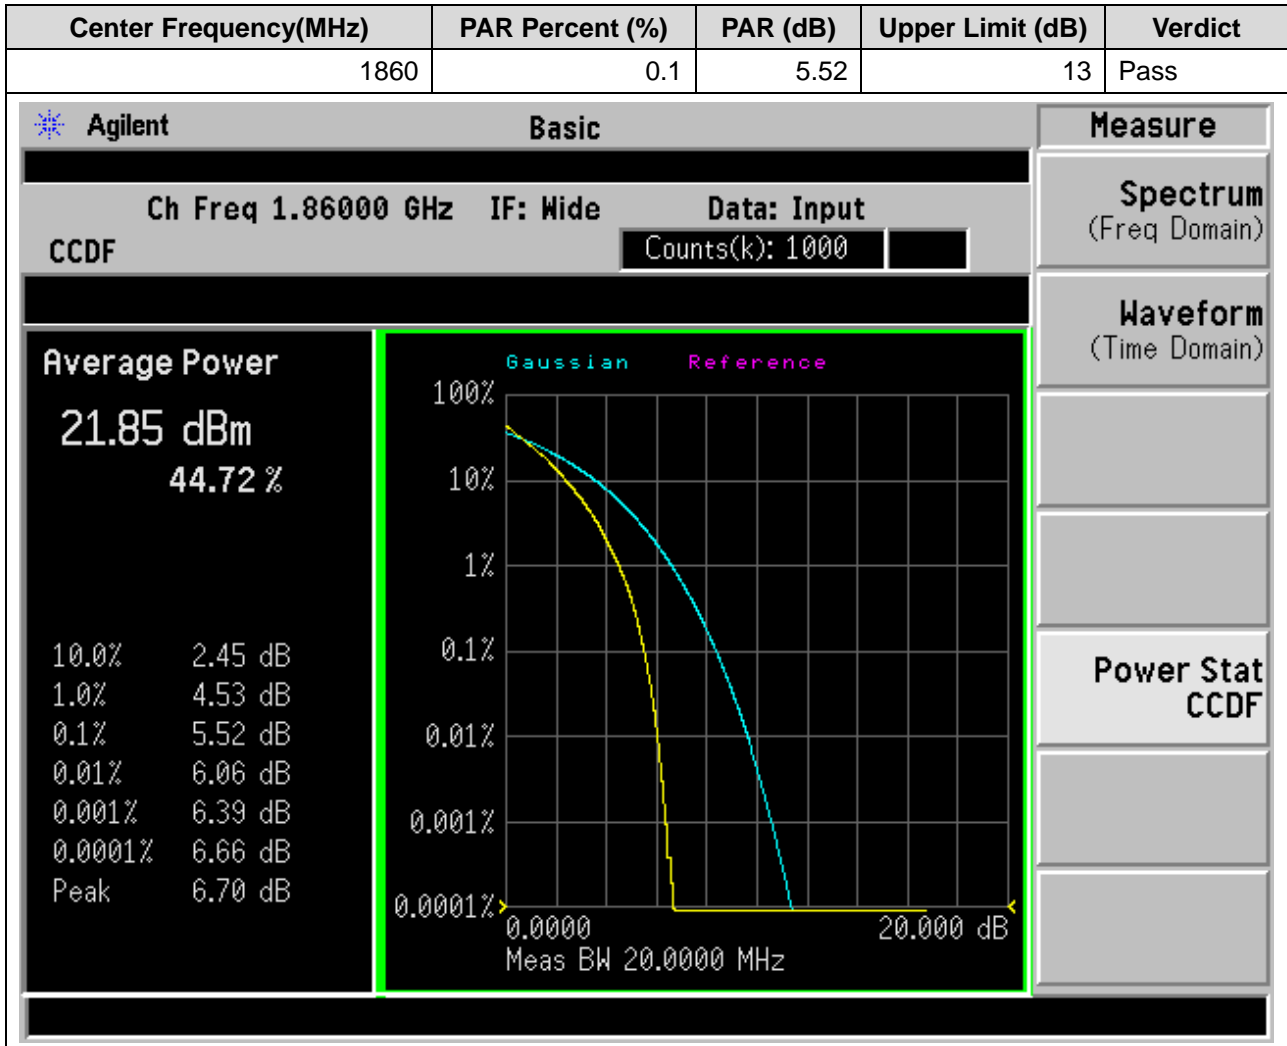 Center Frequency(MHz) PAR Percent (%) PAR (dB) Upper Limit (dB) Verdict
1860 0.1 5.52 13 Pass
Agilent Basic Measure
Ch Freq 1.86000 GHz IF: Wide Data: Input
CCDF Counts(k): 1000
Spectrum
(Freq Domain)
Waveform
(Time Domain)
Power Stat
CCDF
Average Power
21.85 dBm
44.72 %
10.0% 2.45 dB
1.0% 4.53 dB
0.1% 5.52 dB
0.01% 6.06 dB
0.001% 6.39 dB
0.0001% 6.66 dB
Peak 6.70 dB
Gaussian Reference
100%
10%
1%
0.1%
0.01%
0.001%
0.0001%
0.0000 20.000 dB
Meas BW 20.0000 MHz